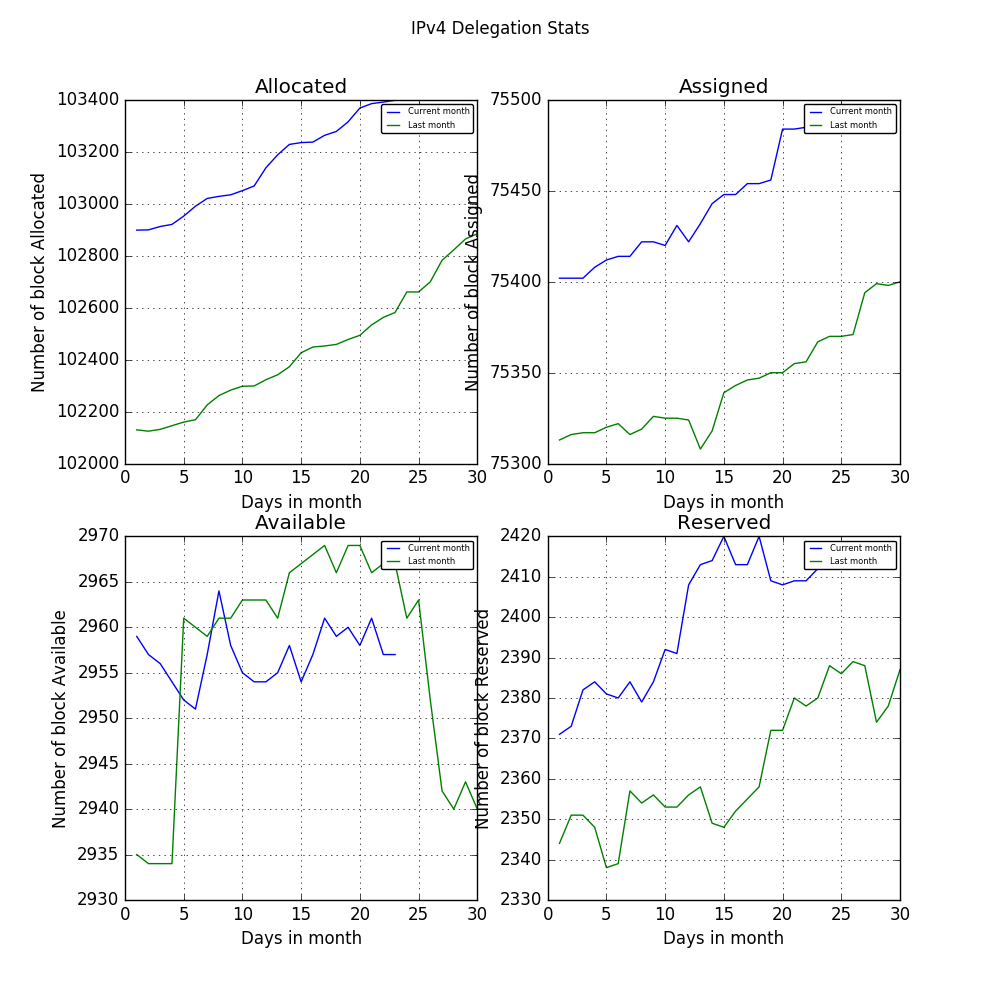 IPv4 Delegation Stats
Allocated
Number of block Allocated
103400
103200
103000
102800
102600
102400
102200
102000
0 5 10 15 20 25 30
Days in month
Current month
Last month
Assigned
Number of block Assigned
75500
75450
75400
75350
75300
0 5 10 15 20 25 30
Days in month
Current month
Last month
Available
Number of block Available
2970
2965
2960
2955
2950
2945
2940
2935
2930
0 5 10 15 20 25 30
Days in month
Current month
Last month
Reserved
Number of block Reserved
2420
2410
2400
2390
2380
2370
2360
2350
2340
2330
0 5 10 15 20 25 30
Days in month
Current month
Last month